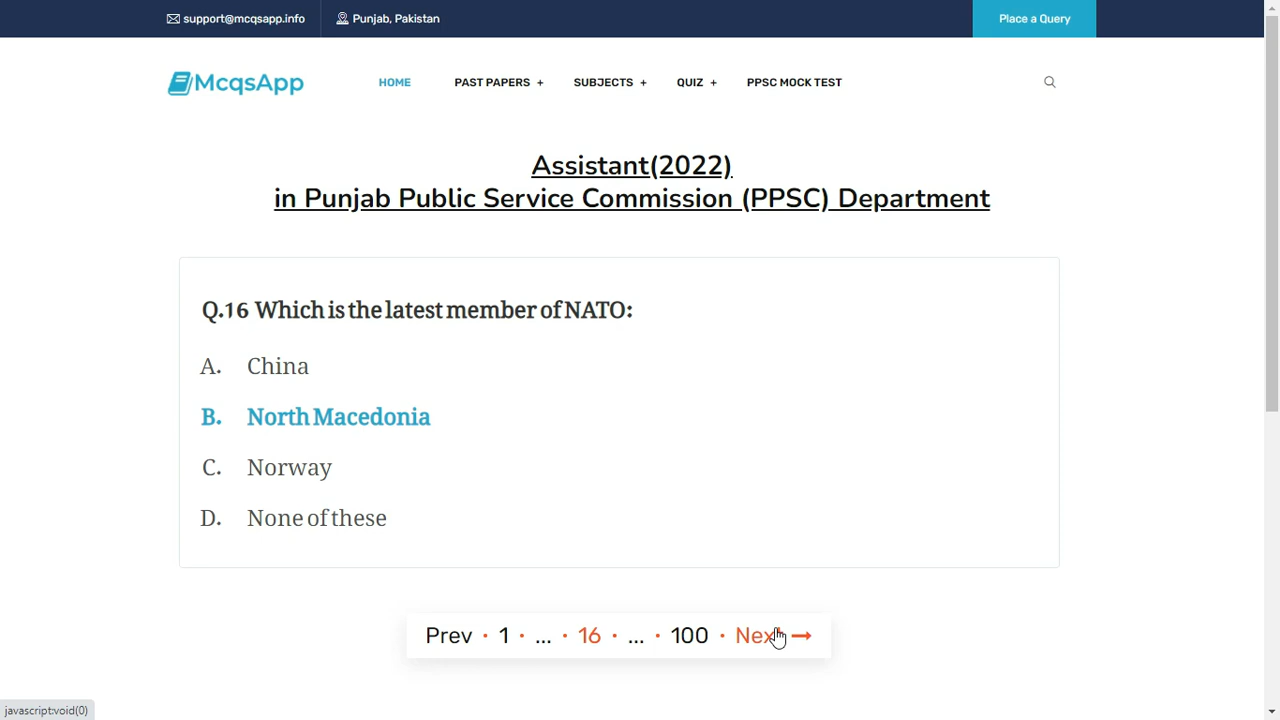 support@mcqsapp.info
Punjab, Pakistan
Place a Query
McqsApp
HOME
PAST PAPERS +
SUBJECTS +
QUIZ +
PPSC MOCK TEST
Assistant(2022)
in Punjab Public Service Commission (PPSC) Department
Q.16 Which is the latest member of NATO:
A. China
B. North Macedonia
C. Norway
D. None of these
Prev · 1 · ... · 16 · ... · 100 · Next →
javascript:void(0)